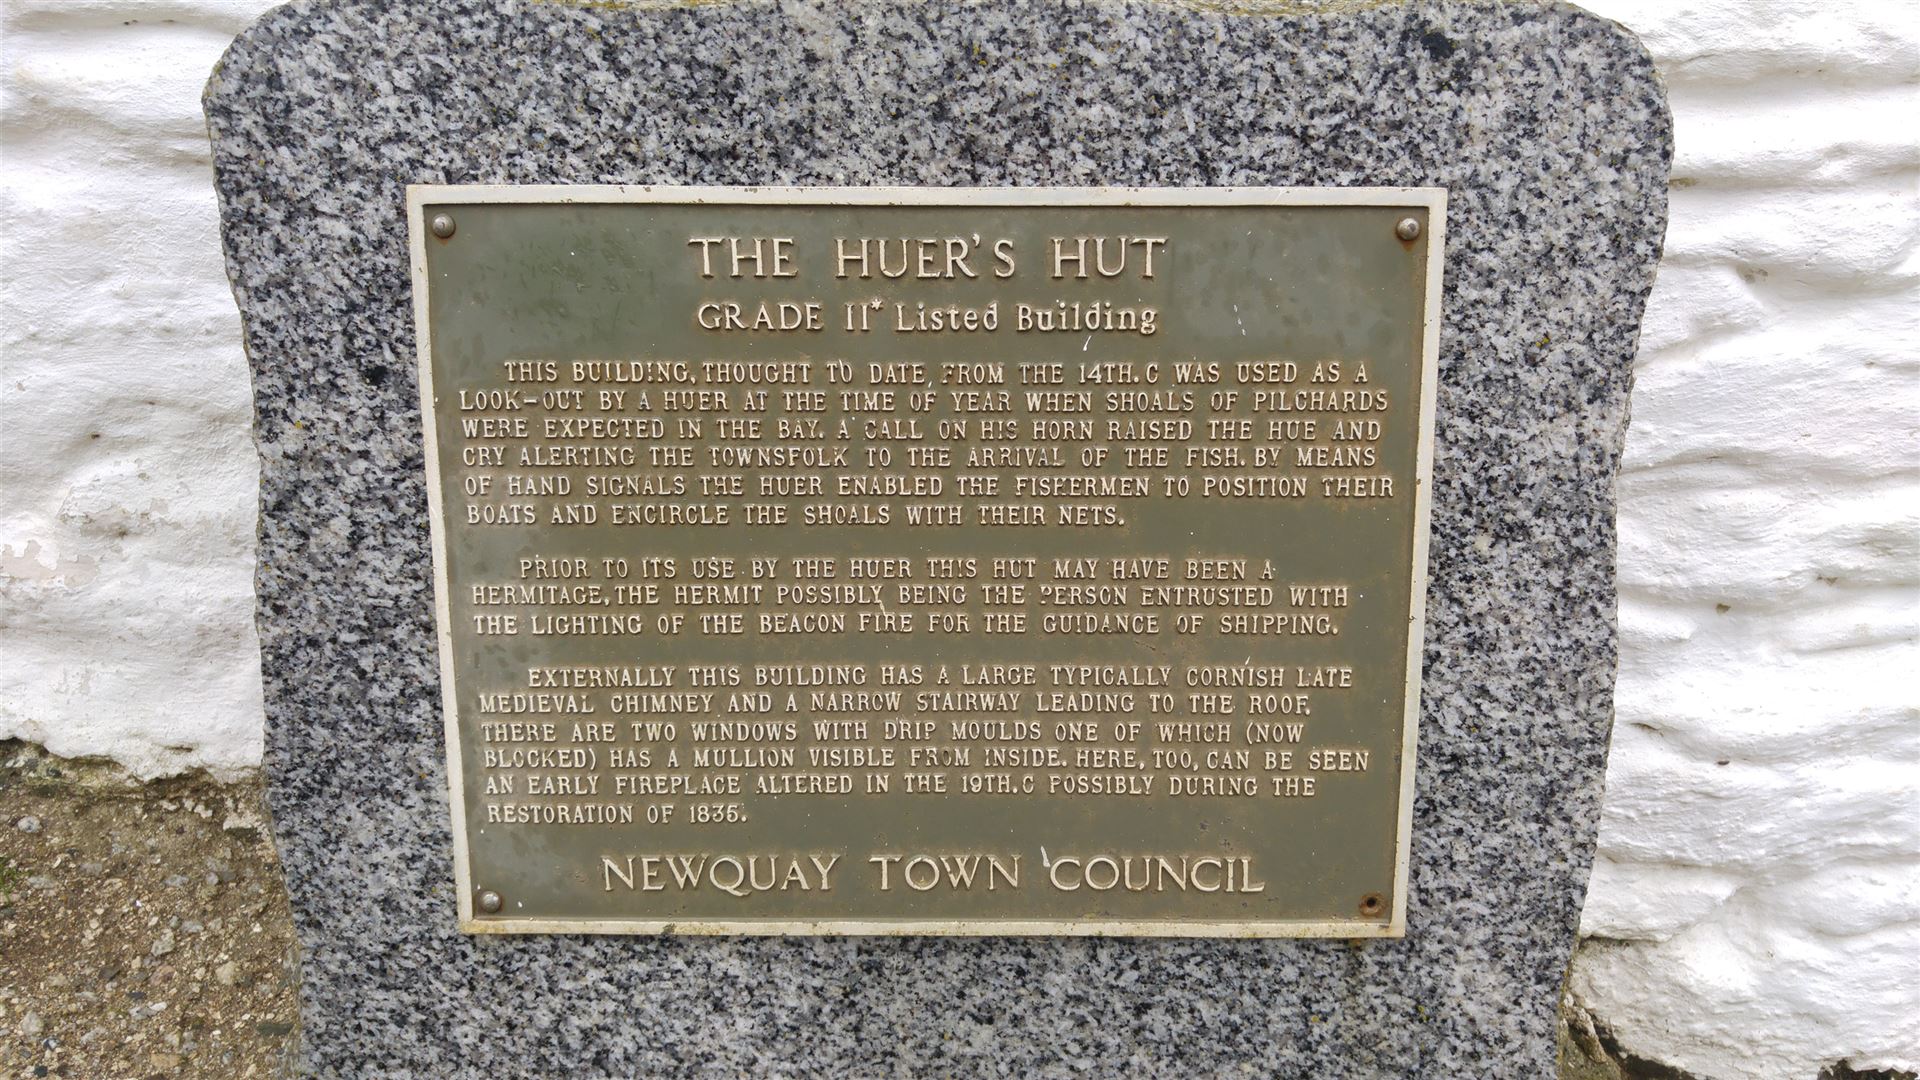 THE HUER'S HUT
GRADE II* Listed Building
THIS BUILDING, THOUGHT TO DATE FROM THE 14TH.C WAS USED AS A
LOOK-OUT BY A HUER AT THE TIME OF YEAR WHEN SHOALS OF PILCHARDS
WERE EXPECTED IN THE BAY. A CALL ON HIS HORN RAISED THE HUE AND
CRY ALERTING THE TOWNSFOLK TO THE ARRIVAL OF THE FISH. BY MEANS
OF HAND SIGNALS THE HUER ENABLED THE FISHERMEN TO POSITION THEIR
BOATS AND ENCIRCLE THE SHOALS WITH THEIR NETS.
PRIOR TO ITS USE BY THE HUER THIS HUT MAY HAVE BEEN A
HERMITAGE, THE HERMIT POSSIBLY BEING THE PERSON ENTRUSTED WITH
THE LIGHTING OF THE BEACON FIRE FOR THE GUIDANCE OF SHIPPING.
EXTERNALLY THIS BUILDING HAS A LARGE TYPICALLY CORNISH LATE
MEDIEVAL CHIMNEY AND A NARROW STAIRWAY LEADING TO THE ROOF.
THERE ARE TWO WINDOWS WITH DRIP MOULDS ONE OF WHICH (NOW
BLOCKED) HAS A MULLION VISIBLE FROM INSIDE. HERE, TOO, CAN BE SEEN
AN EARLY FIREPLACE ALTERED IN THE 19TH.C POSSIBLY DURING THE
RESTORATION OF 1835.
NEWQUAY TOWN COUNCIL